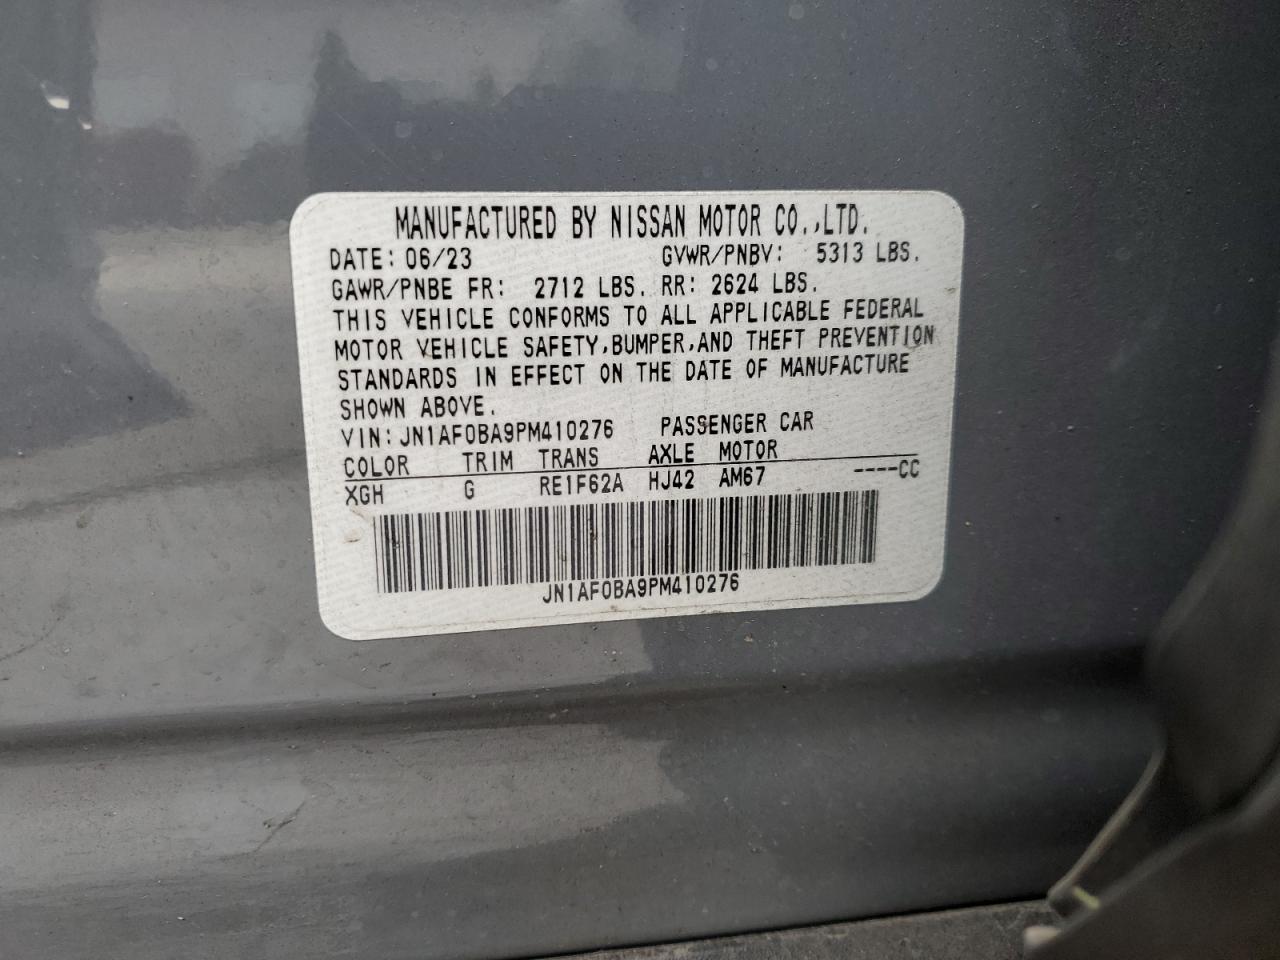 MANUFACTURED BY NISSAN MOTOR CO.,LTD.
DATE: 06/23 GVWR/PNBV: 5313 LBS.
GAWR/PNBE FR: 2712 LBS. RR: 2624 LBS.
THIS VEHICLE CONFORMS TO ALL APPLICABLE FEDERAL
MOTOR VEHICLE SAFETY,BUMPER,AND THEFT PREVENTION
STANDARDS IN EFFECT ON THE DATE OF MANUFACTURE
SHOWN ABOVE.
VIN: JN1AF0BA9PM410276 PASSENGER CAR
COLOR TRIM TRANS AXLE MOTOR
XGH G RE1F62A HJ42 AM67 ----CC
JN1AF0BA9PM410276